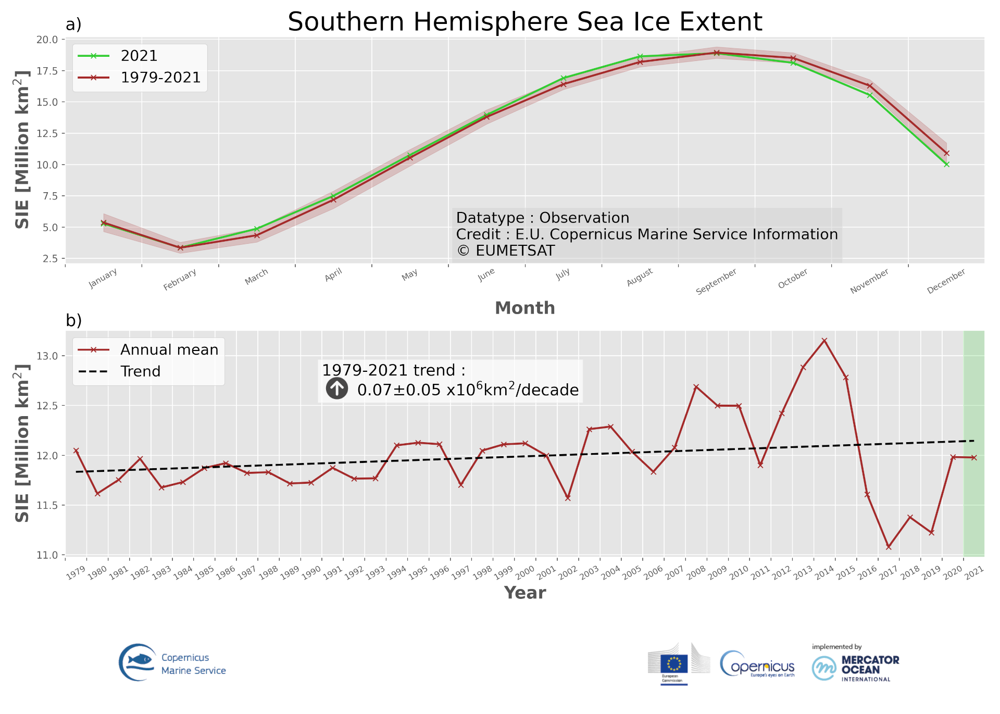 Southern Hemisphere Sea Ice Extent
a)
SIE [Million km²]
20.0
17.5
15.0
12.5
10.0
7.5
5.0
2.5
2021
1979-2021
Datatype : Observation
Credit : E.U. Copernicus Marine Service Information
© EUMETSAT
January February March April May June July August September October November December
Month
b)
SIE [Million km²]
13.0
12.5
12.0
11.5
11.0
Annual mean
Trend
1979-2021 trend :
0.07±0.05 x10⁶km²/decade
1979 1980 1981 1982 1983 1984 1985 1986 1987 1988 1989 1990 1991 1992 1993 1994 1995 1996 1997 1998 1999 2000 2001 2002 2003 2004 2005 2006 2007 2008 2009 2010 2011 2012 2013 2014 2015 2016 2017 2018 2019 2020 2021
Year
Copernicus
Marine Service
European
Commission
opernicus
Europe's eyes on Earth
implemented by
MERCATOR
OCEAN
INTERNATIONAL